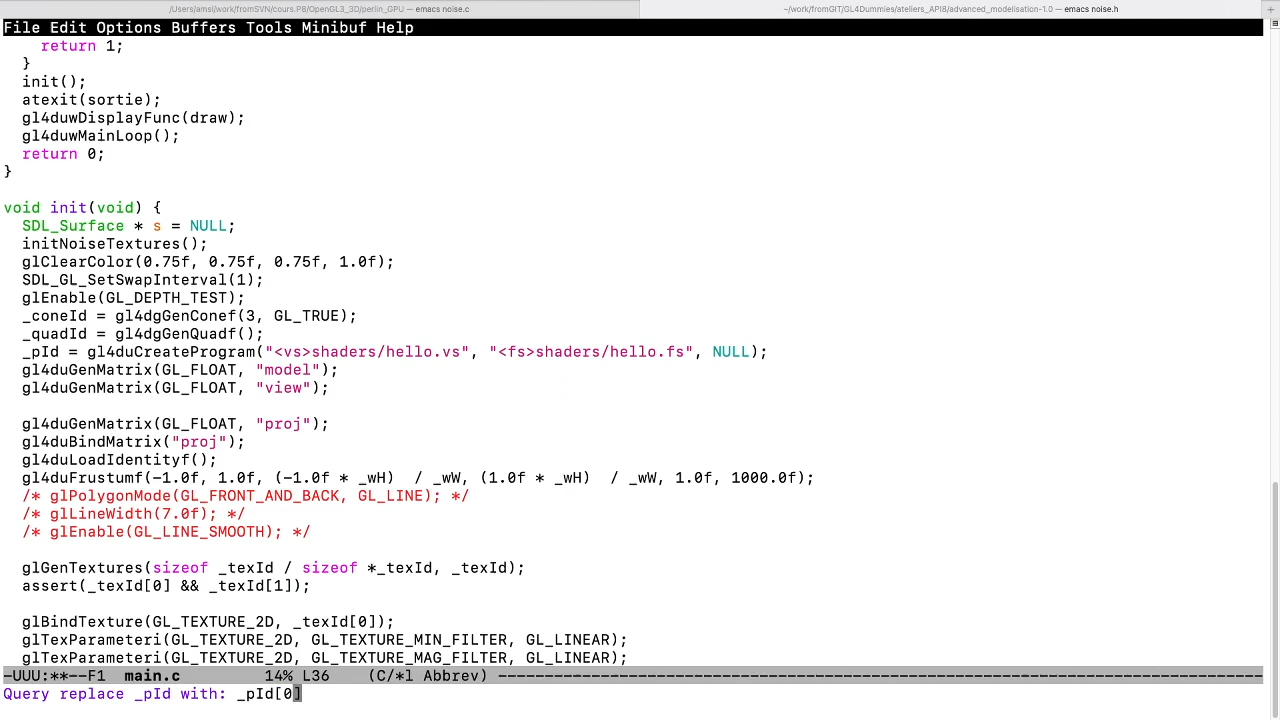 /Users/amsi/work/fromSVN/cours.P8/OpenGL3_3D/perlin_GPU — emacs noise.c
~/work/fromGIT/GL4Dummies/ateliers_API8/advanced_modelisation-1.0 — emacs noise.h
+
File Edit Options Buffers Tools Minibuf Help
    return 1;
  }
  init();
  atexit(sortie);
  gl4duwDisplayFunc(draw);
  gl4duwMainLoop();
  return 0;
}

void init(void) {
  SDL_Surface * s = NULL;
  initNoiseTextures();
  glClearColor(0.75f, 0.75f, 0.75f, 1.0f);
  SDL_GL_SetSwapInterval(1);
  glEnable(GL_DEPTH_TEST);
  _coneId = gl4dgGenConef(3, GL_TRUE);
  _quadId = gl4dgGenQuadf();
  _pId = gl4duCreateProgram("<vs>shaders/hello.vs", "<fs>shaders/hello.fs", NULL);
  gl4duGenMatrix(GL_FLOAT, "model");
  gl4duGenMatrix(GL_FLOAT, "view");

  gl4duGenMatrix(GL_FLOAT, "proj");
  gl4duBindMatrix("proj");
  gl4duLoadIdentityf();
  gl4duFrustumf(-1.0f, 1.0f, (-1.0f * _wH)  / _wW, (1.0f * _wH)  / _wW, 1.0f, 1000.0f);
  /* glPolygonMode(GL_FRONT_AND_BACK, GL_LINE); */
  /* glLineWidth(7.0f); */
  /* glEnable(GL_LINE_SMOOTH); */

  glGenTextures(sizeof _texId / sizeof *_texId, _texId);
  assert(_texId[0] && _texId[1]);

  glBindTexture(GL_TEXTURE_2D, _texId[0]);
  glTexParameteri(GL_TEXTURE_2D, GL_TEXTURE_MIN_FILTER, GL_LINEAR);
  glTexParameteri(GL_TEXTURE_2D, GL_TEXTURE_MAG_FILTER, GL_LINEAR);
-UUU:**--F1  main.c         14% L36    (C/*l Abbrev) ----------------------------------------------------------------------------------
Query replace _pId with: _pId[0]